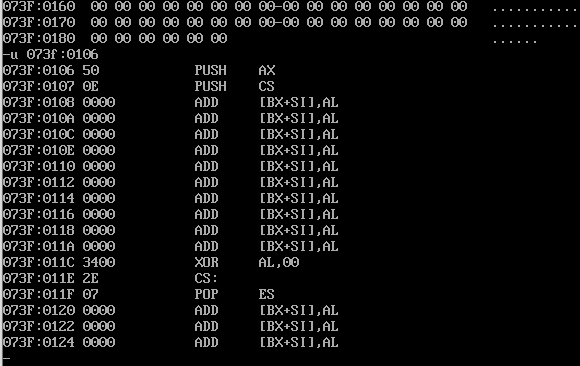 073F:0160 00 00 00 00 00 00 00 00-00 00 00 00 00 00 00 00 ...........
073F:0170 00 00 00 00 00 00 00 00-00 00 00 00 00 00 00 00 ...........
073F:0180 00 00 00 00 00 00 ......
-u 073f:0106
073F:0106 50 PUSH AX
073F:0107 0E PUSH CS
073F:0108 0000 ADD [BX+SI],AL
073F:010A 0000 ADD [BX+SI],AL
073F:010C 0000 ADD [BX+SI],AL
073F:010E 0000 ADD [BX+SI],AL
073F:0110 0000 ADD [BX+SI],AL
073F:0112 0000 ADD [BX+SI],AL
073F:0114 0000 ADD [BX+SI],AL
073F:0116 0000 ADD [BX+SI],AL
073F:0118 0000 ADD [BX+SI],AL
073F:011A 0000 ADD [BX+SI],AL
073F:011C 3400 XOR AL,00
073F:011E 2E CS:
073F:011F 07 POP ES
073F:0120 0000 ADD [BX+SI],AL
073F:0122 0000 ADD [BX+SI],AL
073F:0124 0000 ADD [BX+SI],AL
-